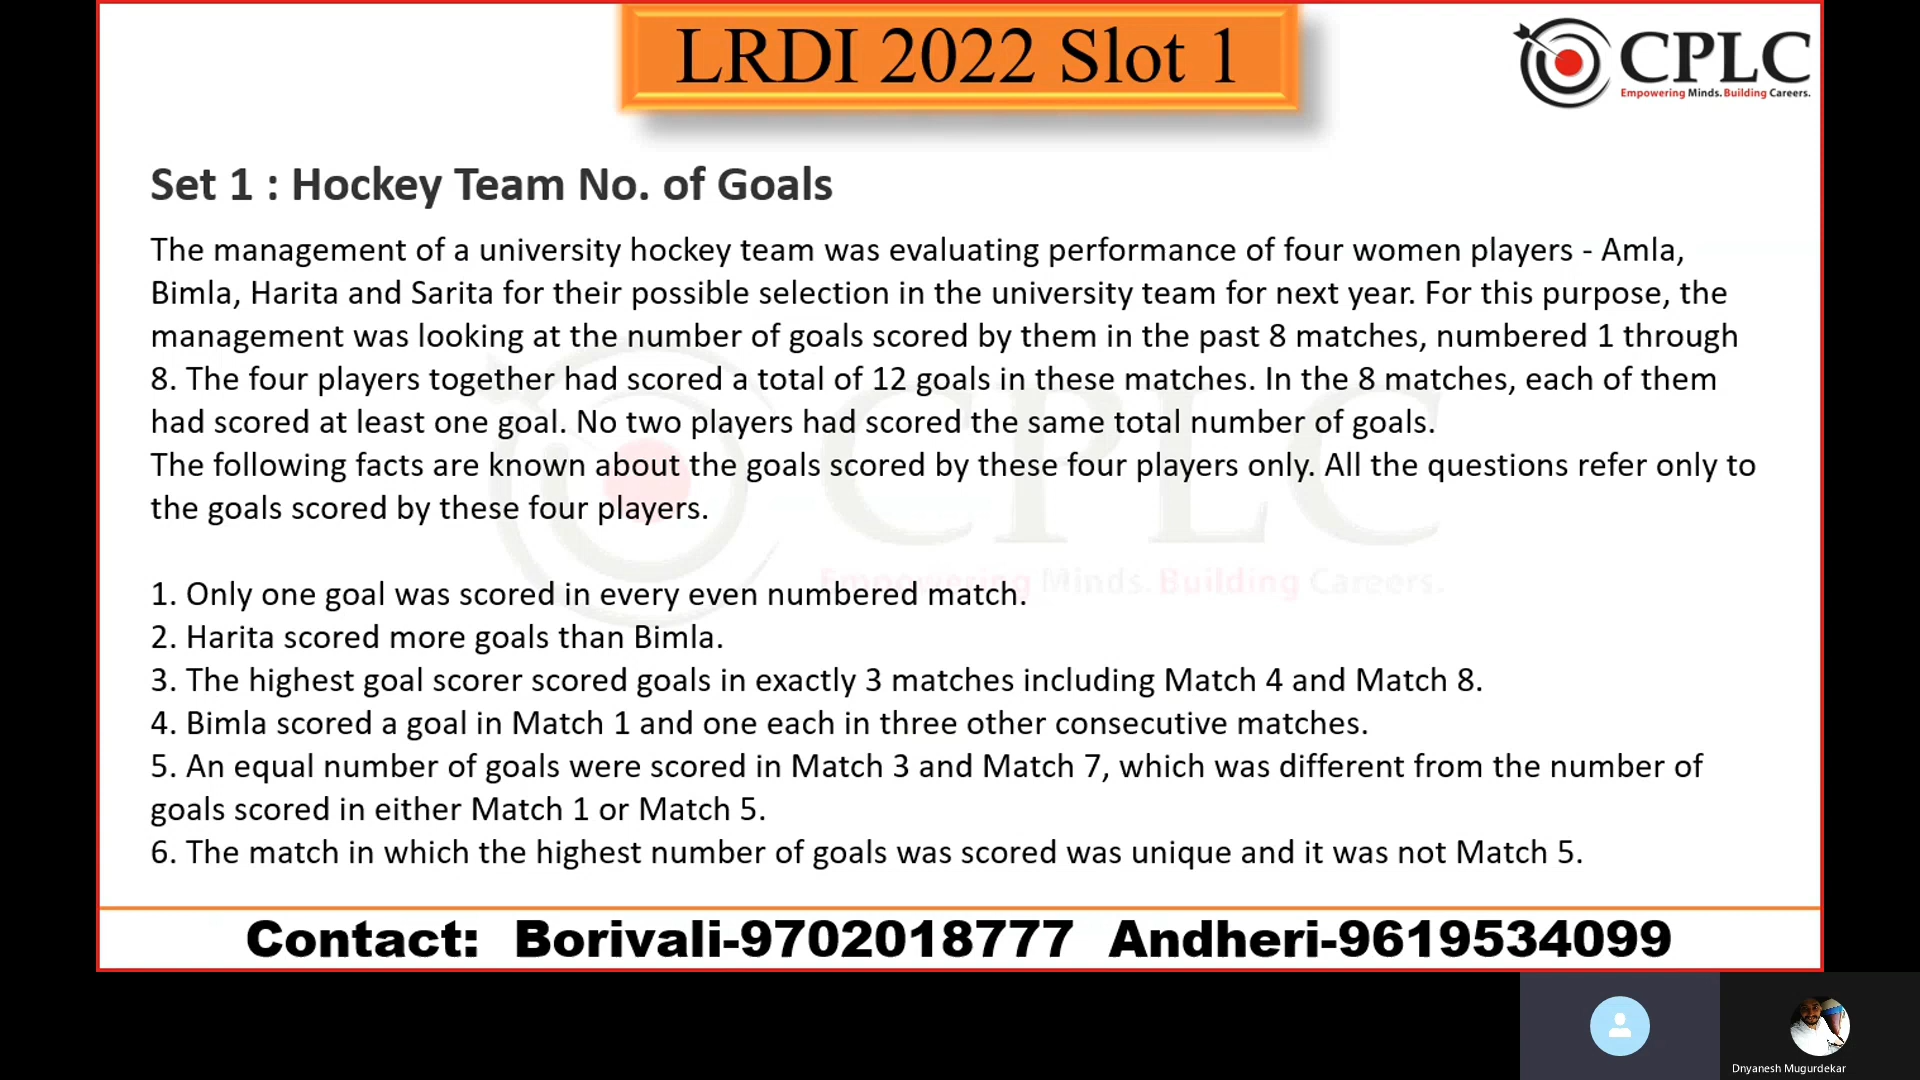 LRDI 2022 Slot 1
CPLC
Empowering Minds. Building Careers.
Set 1 : Hockey Team No. of Goals
The management of a university hockey team was evaluating performance of four women players - Amla,
Bimla, Harita and Sarita for their possible selection in the university team for next year. For this purpose, the
management was looking at the number of goals scored by them in the past 8 matches, numbered 1 through
8. The four players together had scored a total of 12 goals in these matches. In the 8 matches, each of them
had scored at least one goal. No two players had scored the same total number of goals.
The following facts are known about the goals scored by these four players only. All the questions refer only to
the goals scored by these four players.
CPLC
Empowering Minds. Building Careers.
1. Only one goal was scored in every even numbered match.
2. Harita scored more goals than Bimla.
3. The highest goal scorer scored goals in exactly 3 matches including Match 4 and Match 8.
4. Bimla scored a goal in Match 1 and one each in three other consecutive matches.
5. An equal number of goals were scored in Match 3 and Match 7, which was different from the number of
goals scored in either Match 1 or Match 5.
6. The match in which the highest number of goals was scored was unique and it was not Match 5.
Contact: Borivali-9702018777 Andheri-9619534099
Dnyanesh Mugurdekar